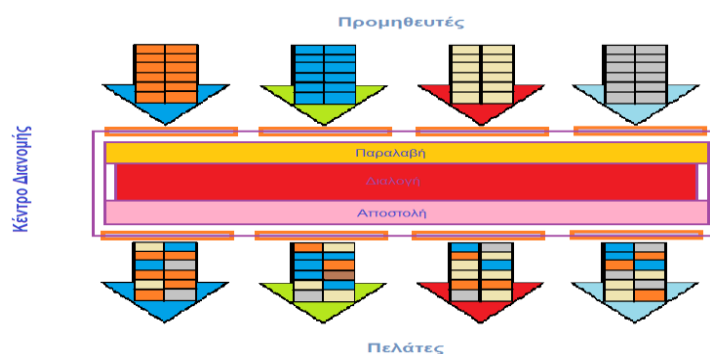 Προμηθευτές
Κέντρο Διανομής
Παραλαβή
Διαλογή
Αποστολή
Πελάτες